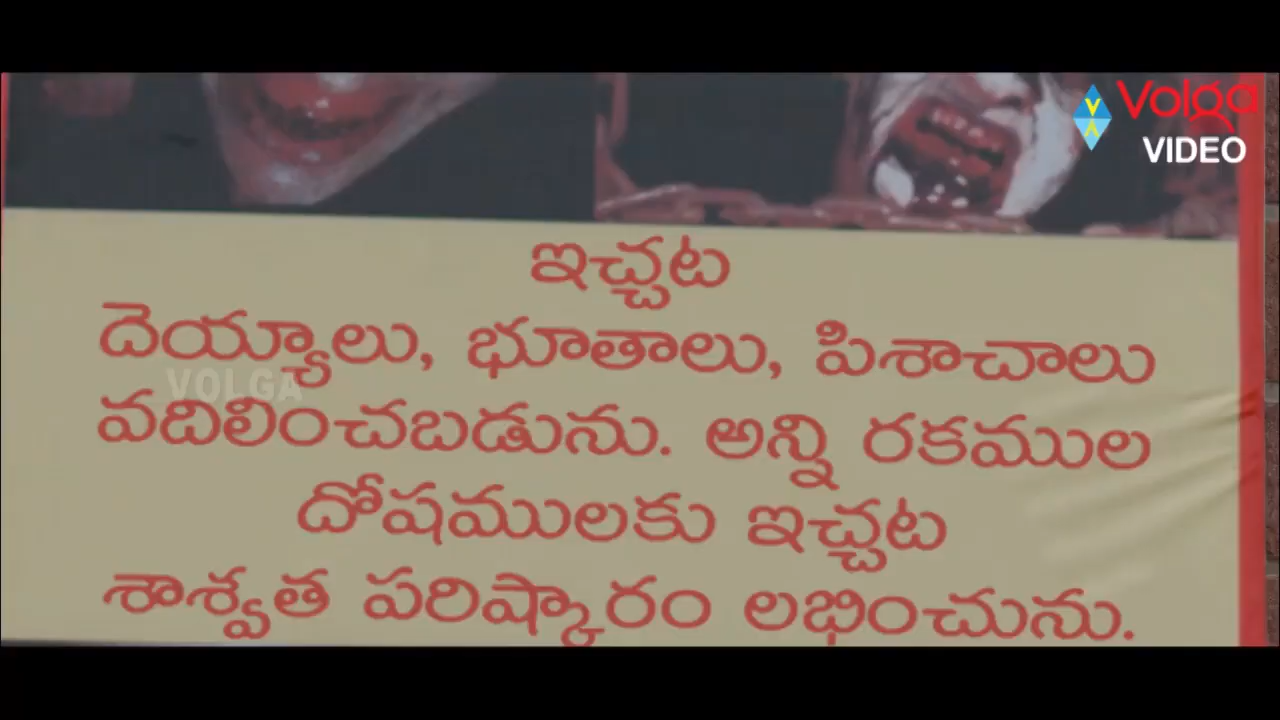 Volga
VIDEO
ఇచ్చట
దెయ్యాలు, భూతాలు, పిశాచాలు
VOLGA
వదిలించబడును. అన్ని రకముల
దోషములకు ఇచ్చట
శాశ్వత పరిష్కారం లభించును.